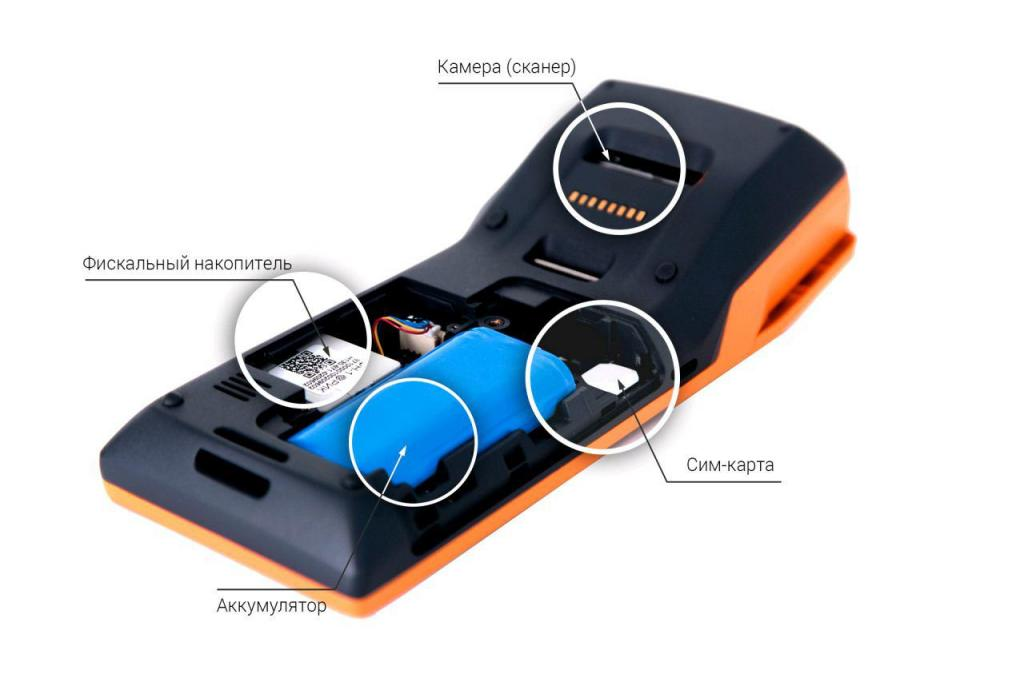 Камера (сканер)
Фискальный накопитель
Сим-карта
Аккумулятор